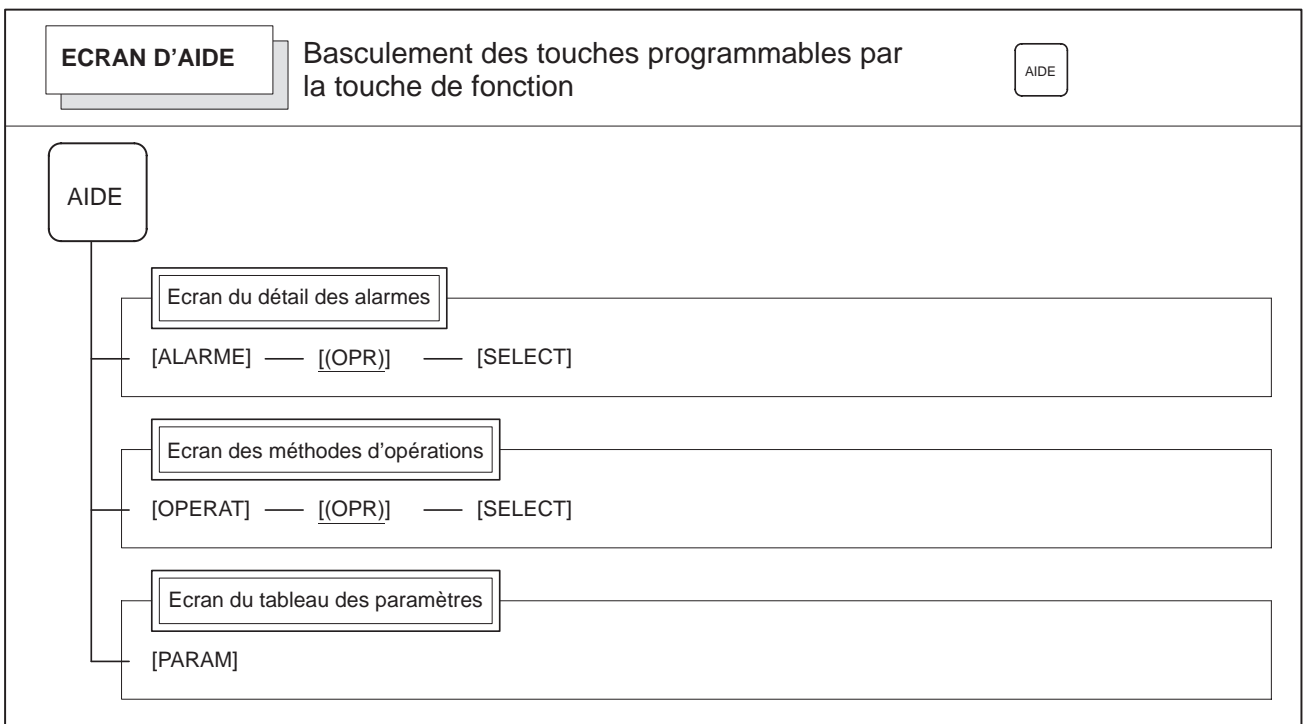 ECRAN D'AIDE
Basculement des touches programmables par
la touche de fonction
AIDE
AIDE
Ecran du détail des alarmes
[ALARME] [(OPR)] [SELECT]
Ecran des méthodes d'opérations
[OPERAT] [(OPR)] [SELECT]
Ecran du tableau des paramètres
[PARAM]